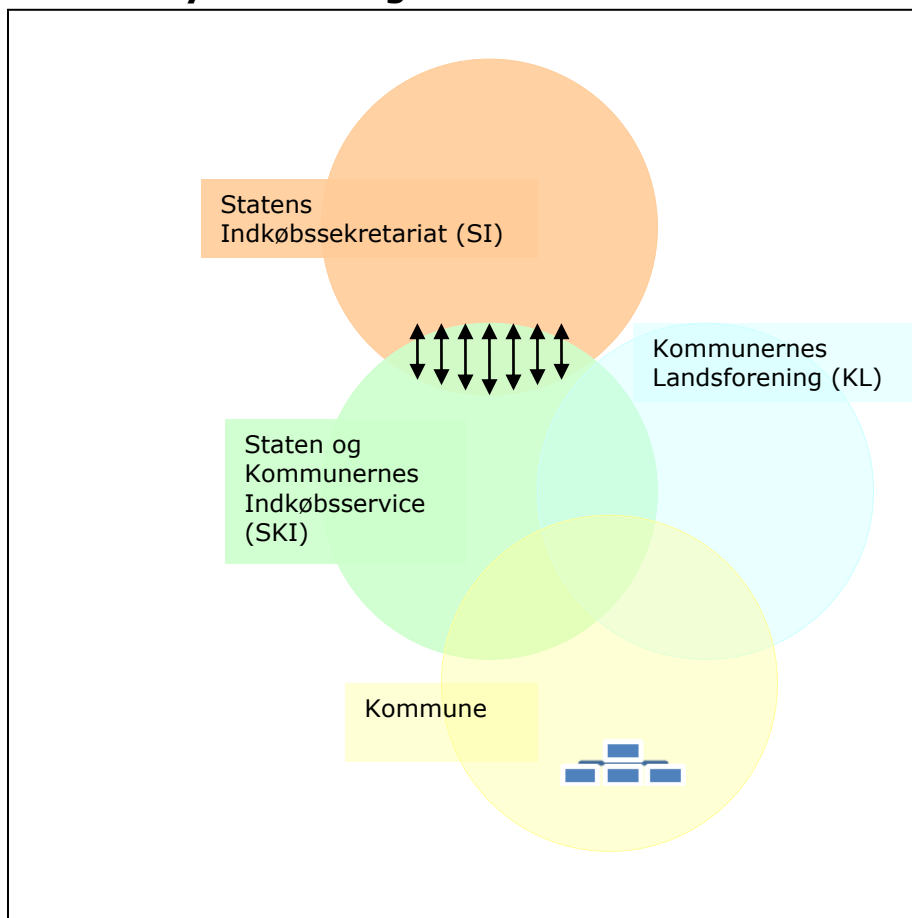 Statens
Indkøbssekretariat (SI)
Kommunernes
Landsforening (KL)
Staten og
Kommunernes
Indkøbsservice
(SKI)
Kommune